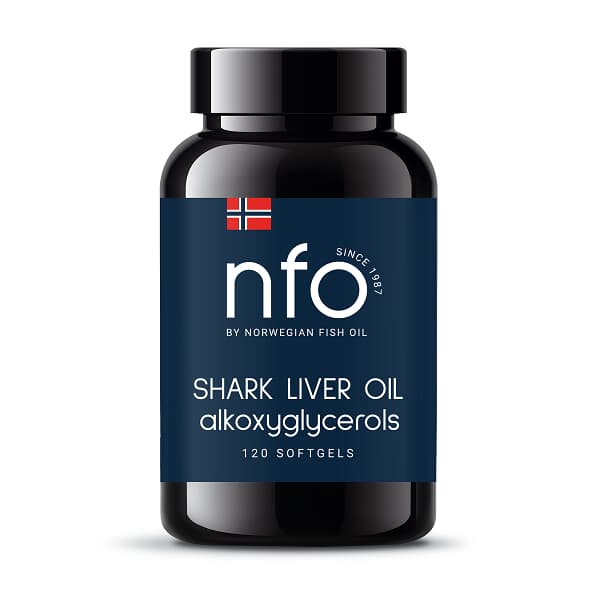 nfo
SINCE 1987
BY NORWEGIAN FISH OIL
SHARK LIVER OIL
alkoxyglycerols
120 SOFTGELS